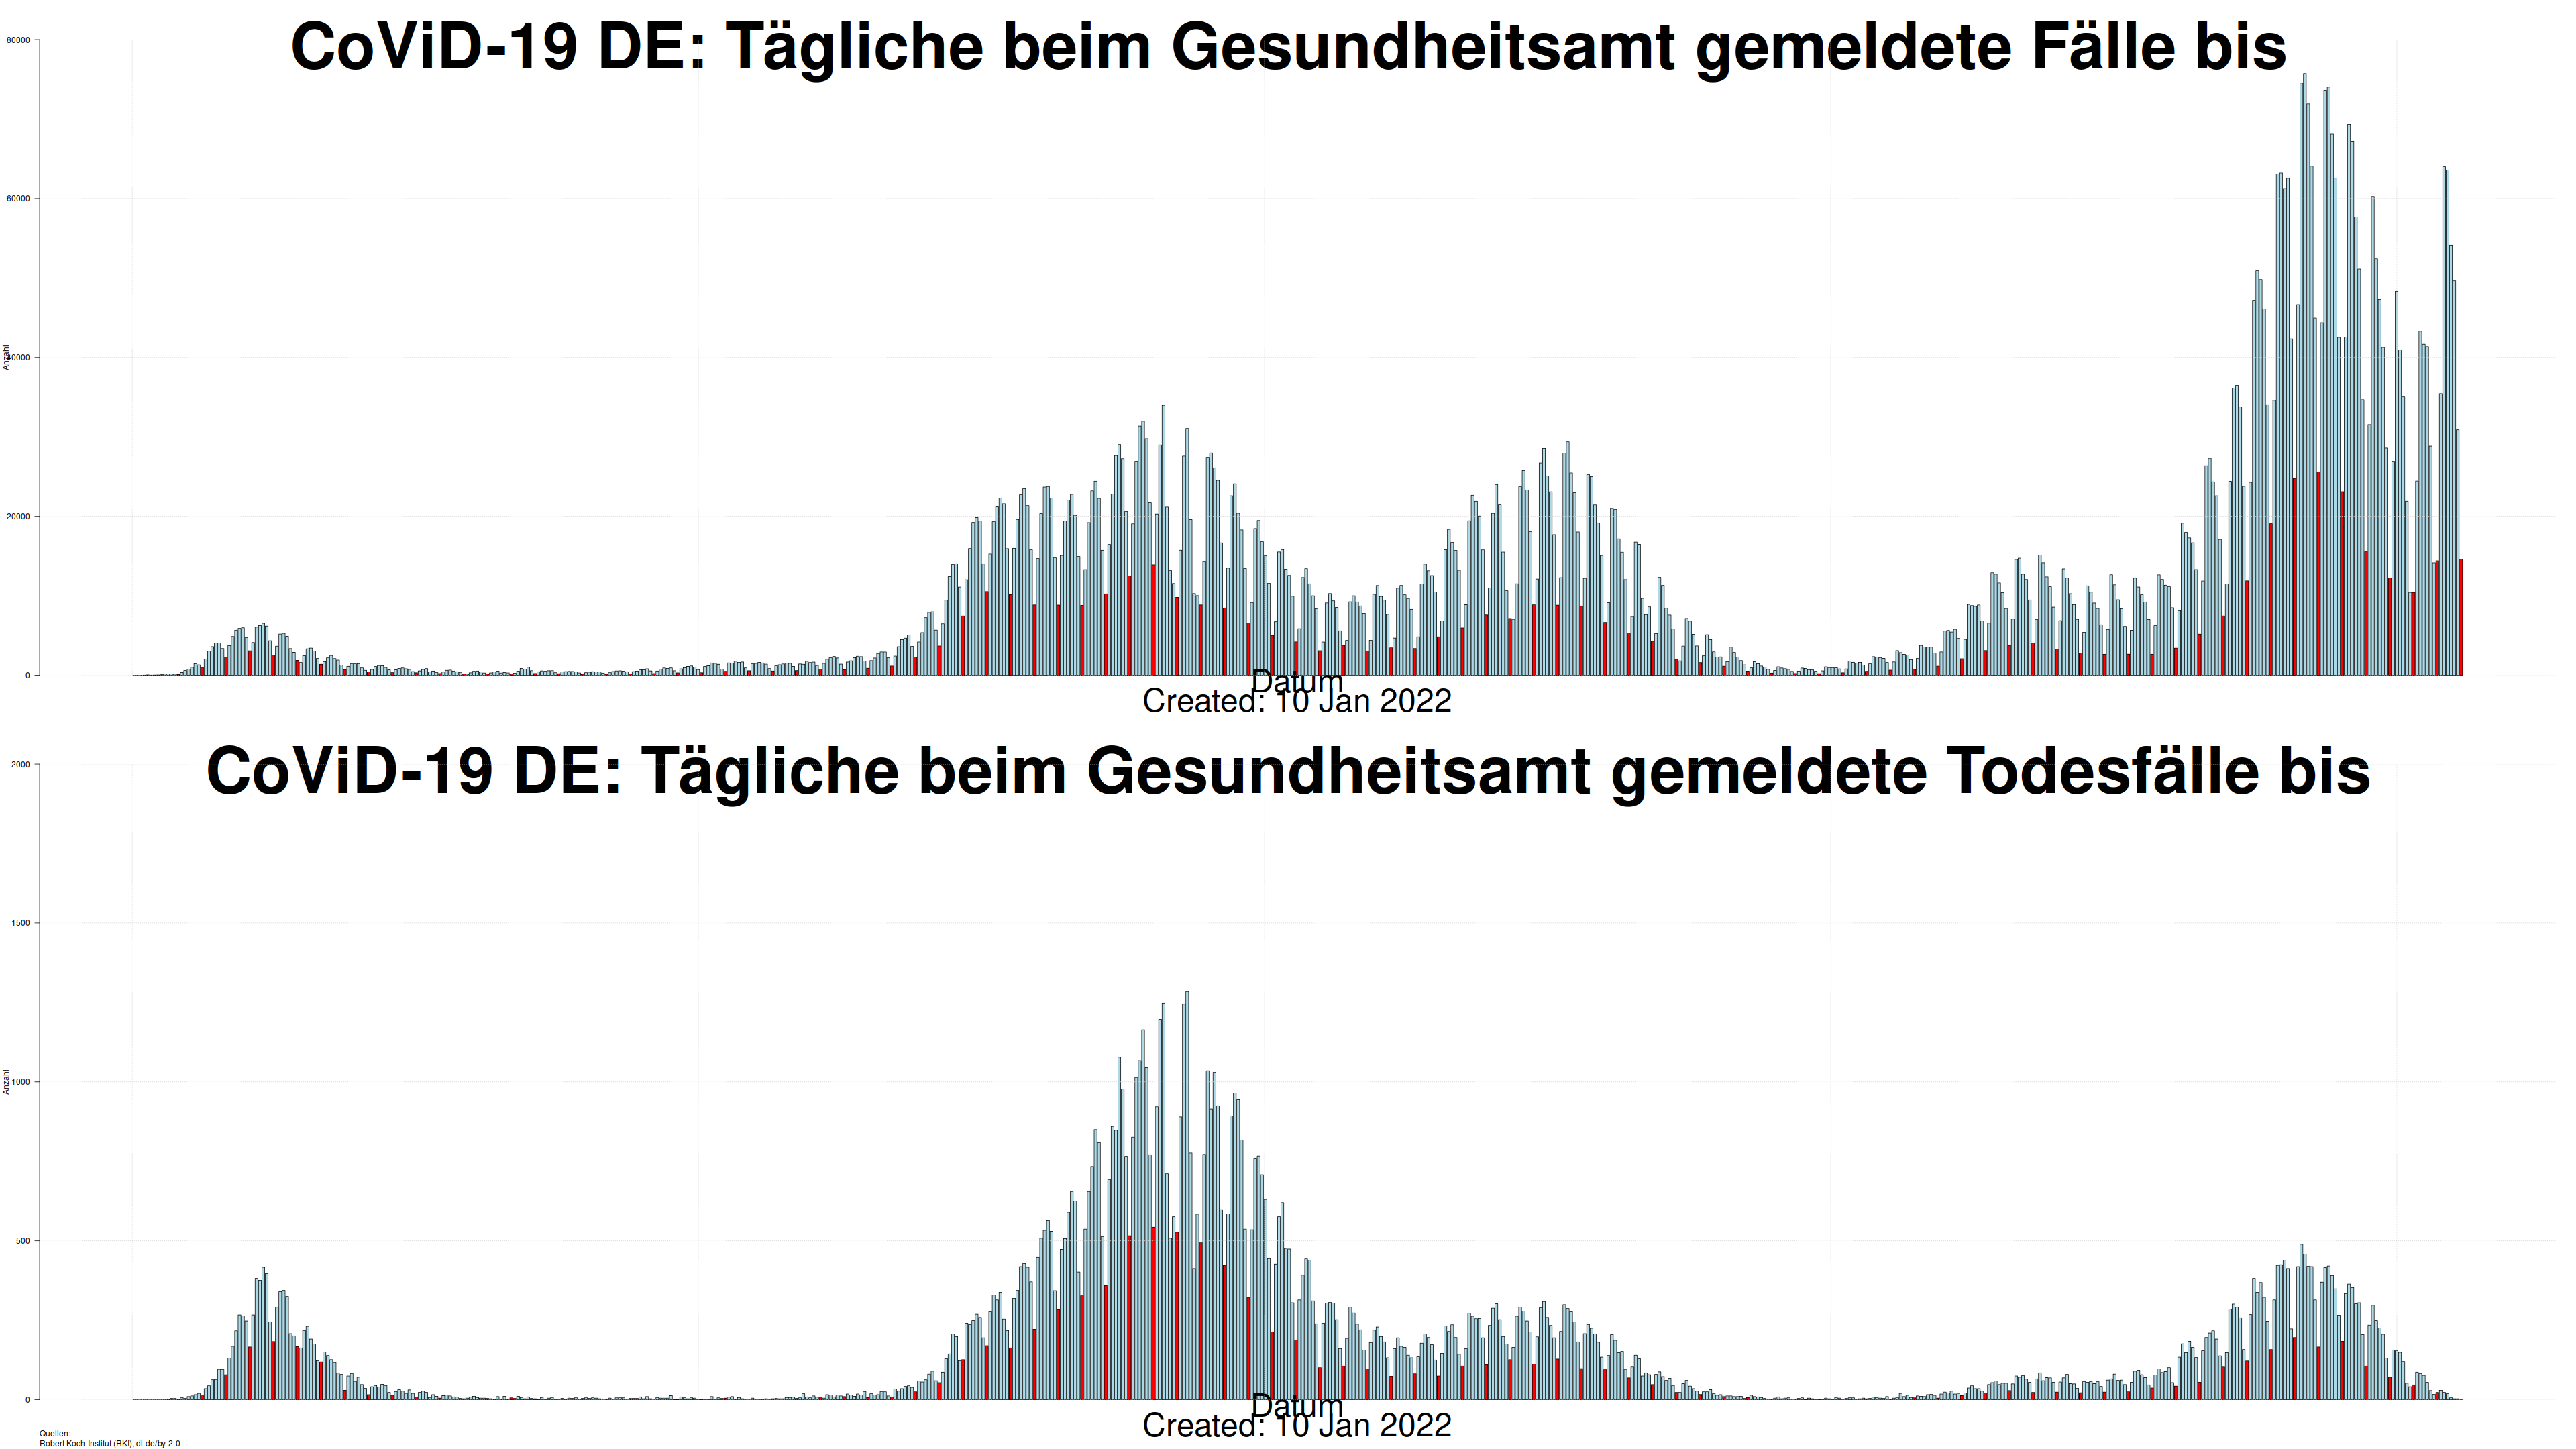 CoViD-19 DE: Tägliche beim Gesundheitsamt gemeldete Fälle bis
80000
60000
40000
20000
0
Anzahl
Datum
Created: 10 Jan 2022
CoViD-19 DE: Tägliche beim Gesundheitsamt gemeldete Todesfälle bis
2000
1500
1000
500
0
Anzahl
Datum
Created: 10 Jan 2022
Quellen:
Robert Koch-Institut (RKI), dl-de/by-2-0